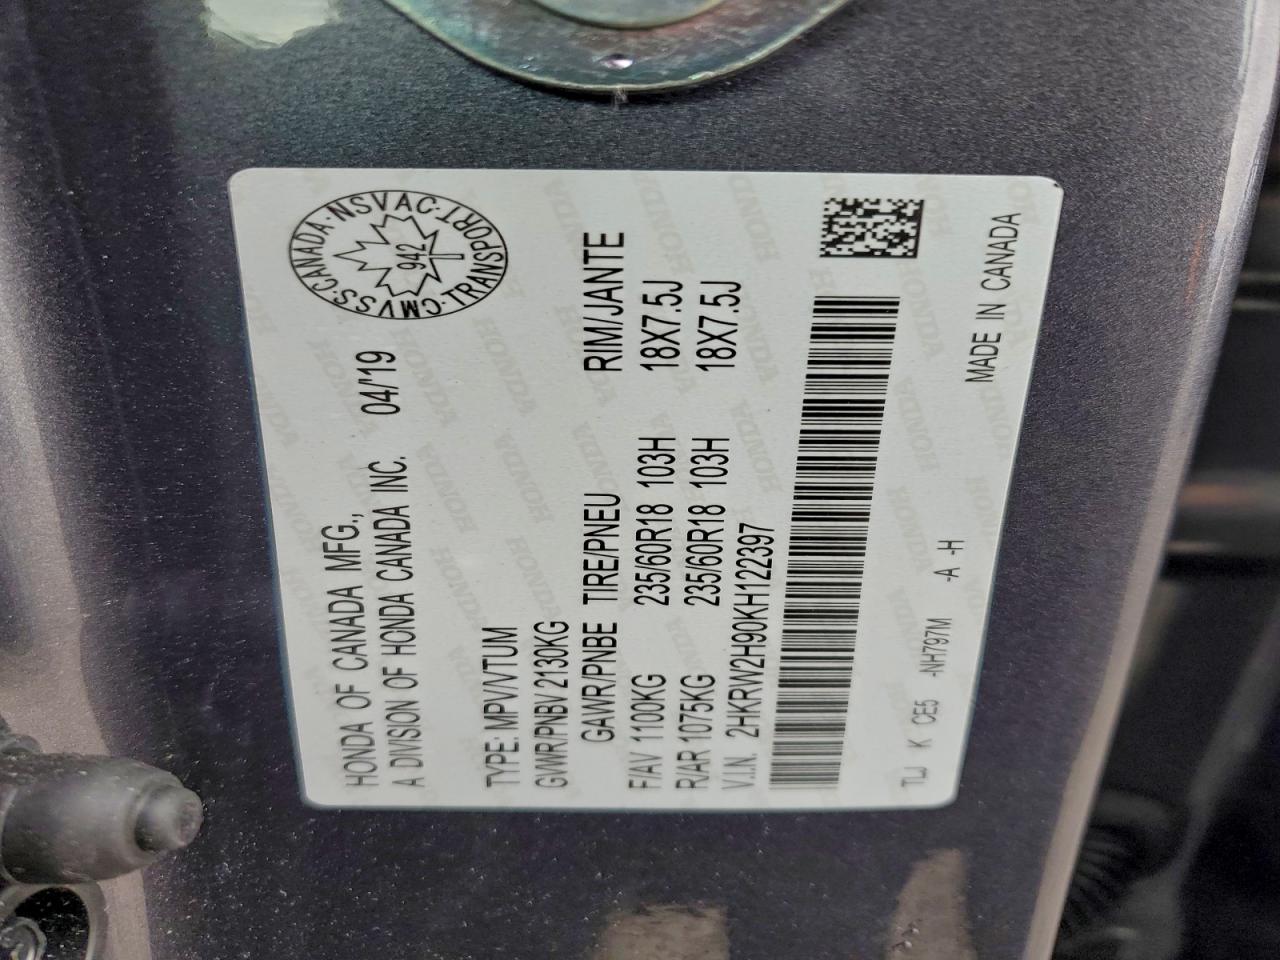 HONDA OF CANADA MFG.,
A DIVISION OF HONDA CANADA INC. 04/'19
CMVSS·CANADA·NSVAC·TRANSPORT·
942
TYPE: MPV/VTUM
GVWR/PNBV 2130KG
GAWR/PNBE TIRE/PNEU RIM/JANTE
F/AV 1100KG 235/60R18 103H 18X7.5J
R/AR 1075KG 235/60R18 103H 18X7.5J
V.I.N. 2HKRW2H90KH122397
TLJ K CE5 -NH797M -A -H MADE IN CANADA